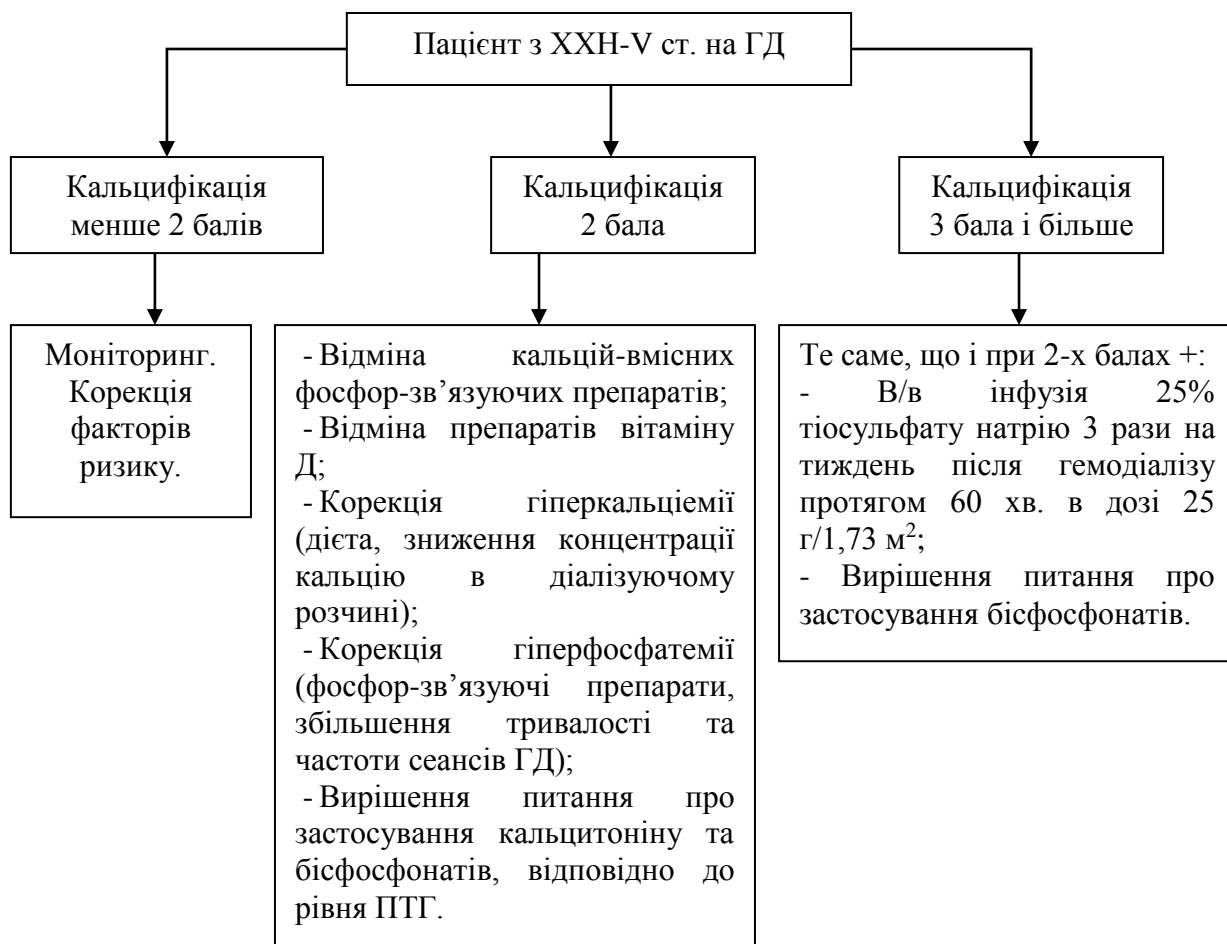 Пацієнт з ХХН-V ст. на ГД
Кальцифікація
менше 2 балів
Кальцифікація
2 бала
Кальцифікація
3 бала і більше
Моніторинг.
Корекція
факторів
ризику.
- Відміна кальцій-вмісних
фосфор-зв’язуючих препаратів;
- Відміна препаратів вітаміну
Д;
- Корекція гіперкальціемії
(дієта, зниження концентрації
кальцію в діалізуючому
розчині);
- Корекція гіперфосфатемії
(фосфор-зв’язуючі препарати,
збільшення тривалості та
частоти сеансів ГД);
- Вирішення питання про
застосування кальцитоніну та
бісфосфонатів, відповідно до
рівня ПТГ.
Те саме, що і при 2-х балах +:
- В/в інфузія 25%
тіосульфату натрію 3 рази на
тиждень після гемодіалізу
протягом 60 хв. в дозі 25
г/1,73 м²;
- Вирішення питання про
застосування бісфосфонатів.